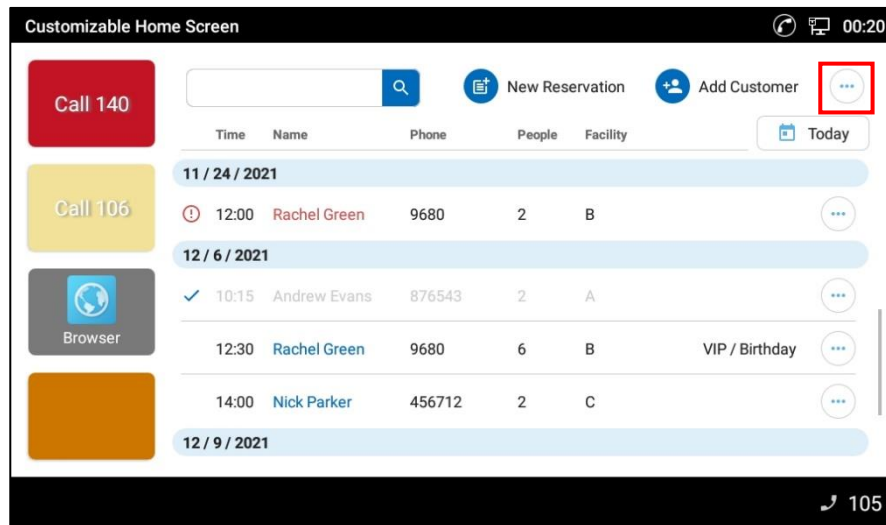 Customizable Home Screen 00:20
Call 140
New Reservation Add Customer
Time Name Phone People Facility Today
11 / 24 / 2021
Call 106
12:00 Rachel Green 9680 2 B
12 / 6 / 2021
10:15 Andrew Evans 876543 2 A
Browser
12:30 Rachel Green 9680 6 B VIP / Birthday
14:00 Nick Parker 456712 2 C
12 / 9 / 2021
105